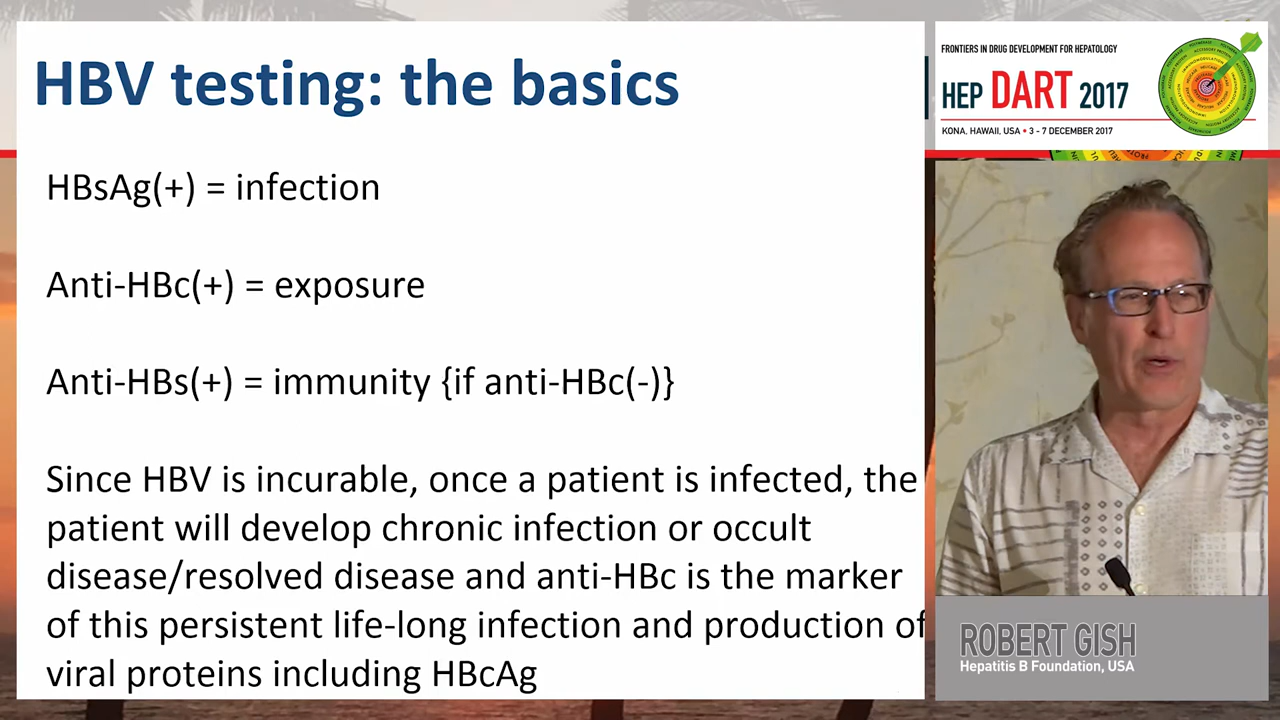 HBV testing: the basics
HBsAg(+) = infection
Anti-HBc(+) = exposure
Anti-HBs(+) = immunity {if anti-HBc(-)}
Since HBV is incurable, once a patient is infected, the
patient will develop chronic infection or occult
disease/resolved disease and anti-HBc is the marker
of this persistent life-long infection and production of
viral proteins including HBcAg
FRONTIERS IN DRUG DEVELOPMENT FOR HEPATOLOGY
HEP DART 2017
KONA, HAWAII, USA • 3 - 7 DECEMBER 2017
ROBERT GISH
Hepatitis B Foundation, USA